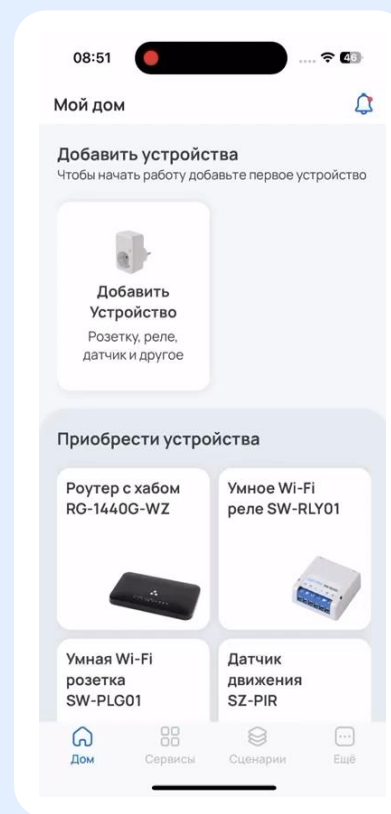 08:51
46
Мой дом
Добавить устройства
Чтобы начать работу добавьте первое устройство
Добавить
Устройство
Розетку, реле,
датчик и другое
Приобрести устройства
Роутер с хабом
RG-1440G-WZ
Умное Wi-Fi
реле SW-RLY01
Умная Wi-Fi
розетка
SW-PLG01
Датчик
движения
SZ-PIR
Дом
Сервисы
Сценарии
Ещё